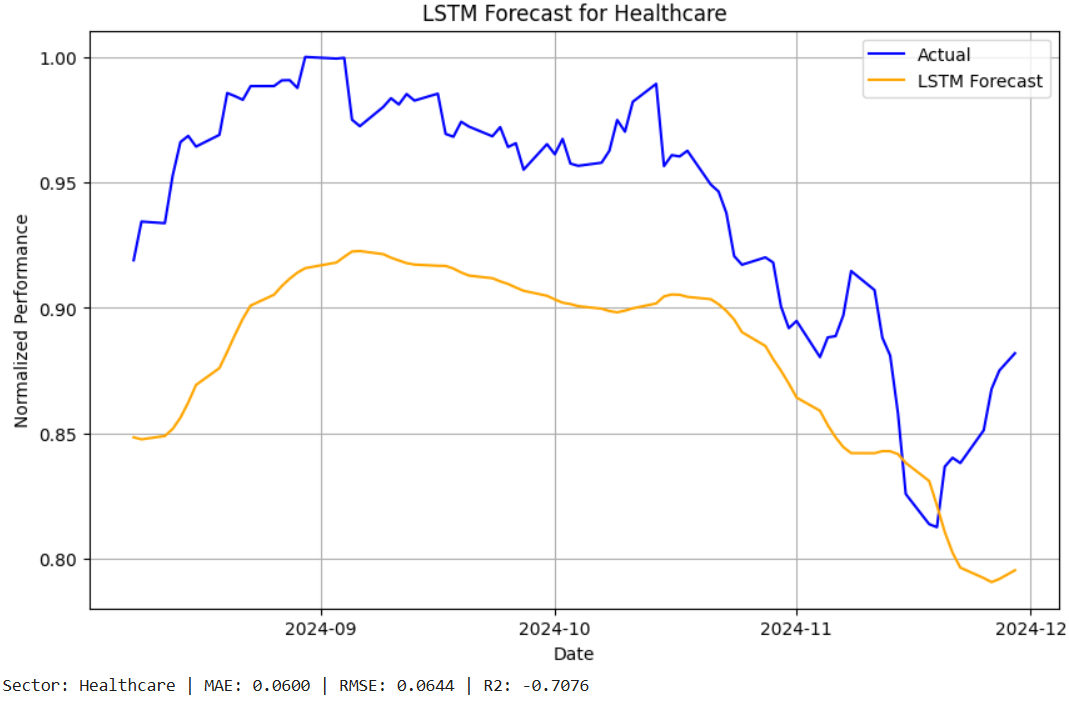 LSTM Forecast for Healthcare
Actual
LSTM Forecast
1.00
0.95
0.90
0.85
0.80
Normalized Performance
2024-09
2024-10
2024-11
2024-12
Date
Sector: Healthcare | MAE: 0.0600 | RMSE: 0.0644 | R2: -0.7076